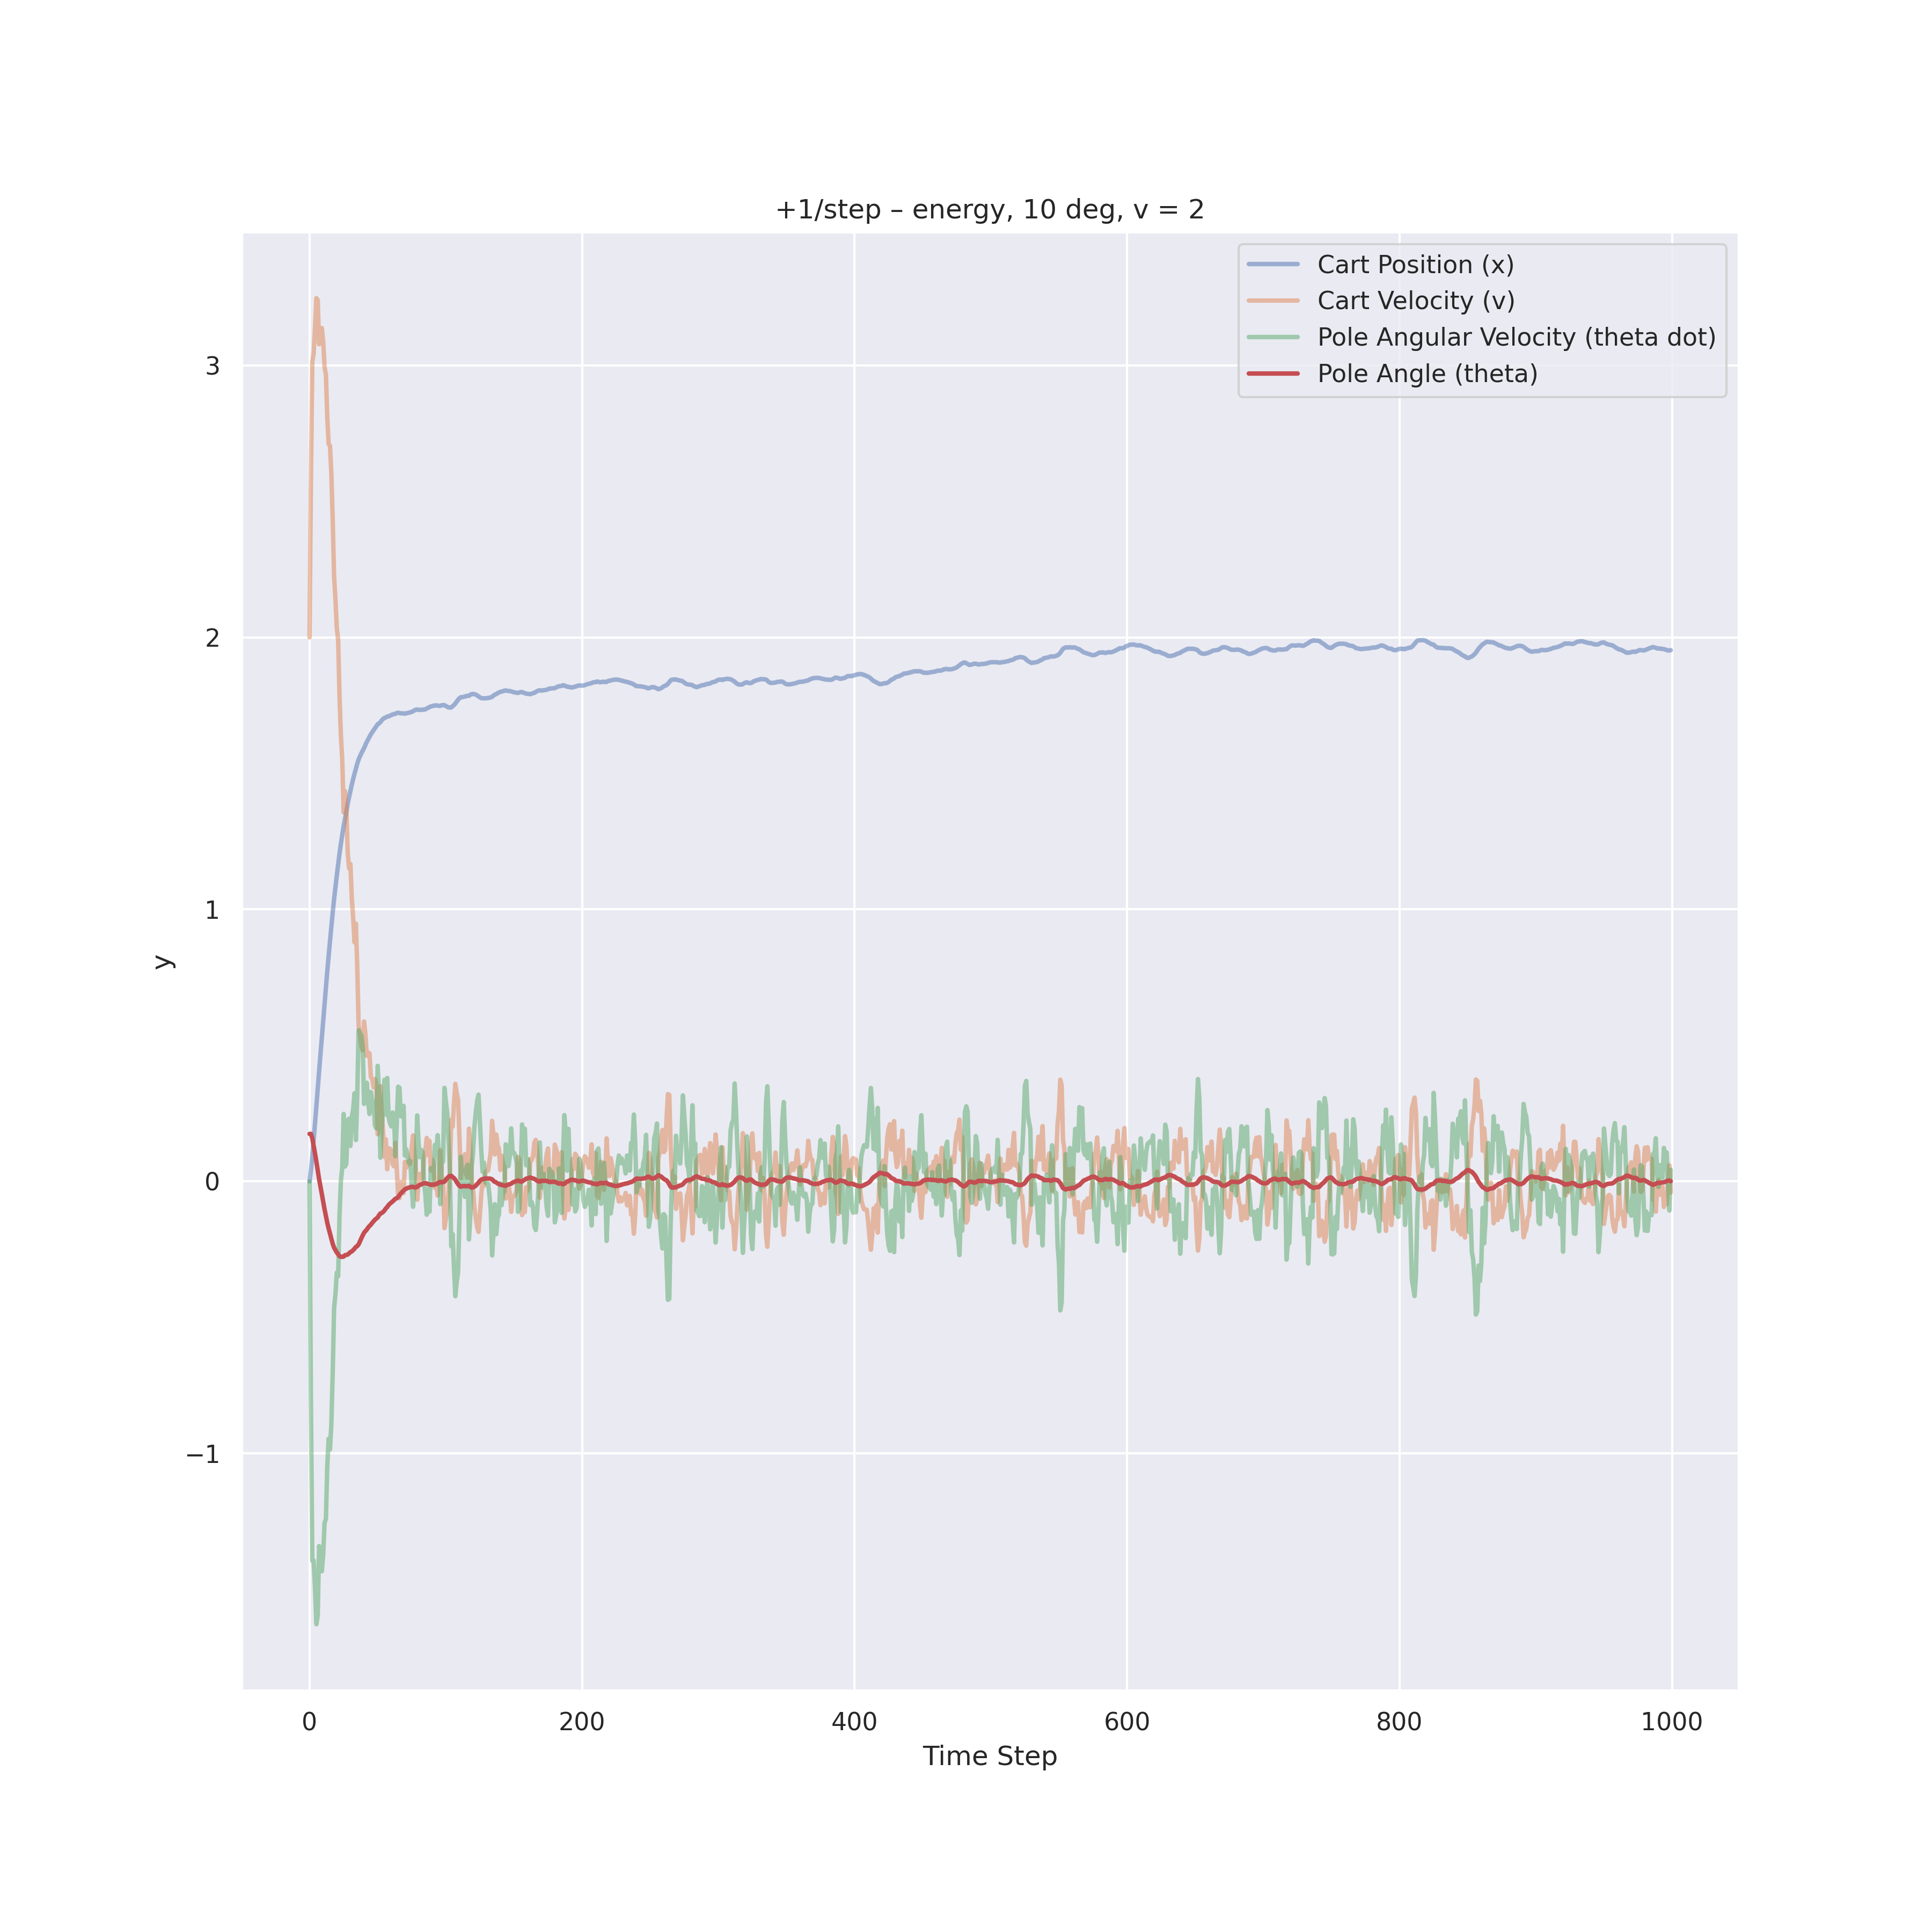 +1/step – energy, 10 deg, v = 2
Cart Position (x)
Cart Velocity (v)
Pole Angular Velocity (theta dot)
Pole Angle (theta)
3
2
1
0
−1
y
0 200 400 600 800 1000
Time Step